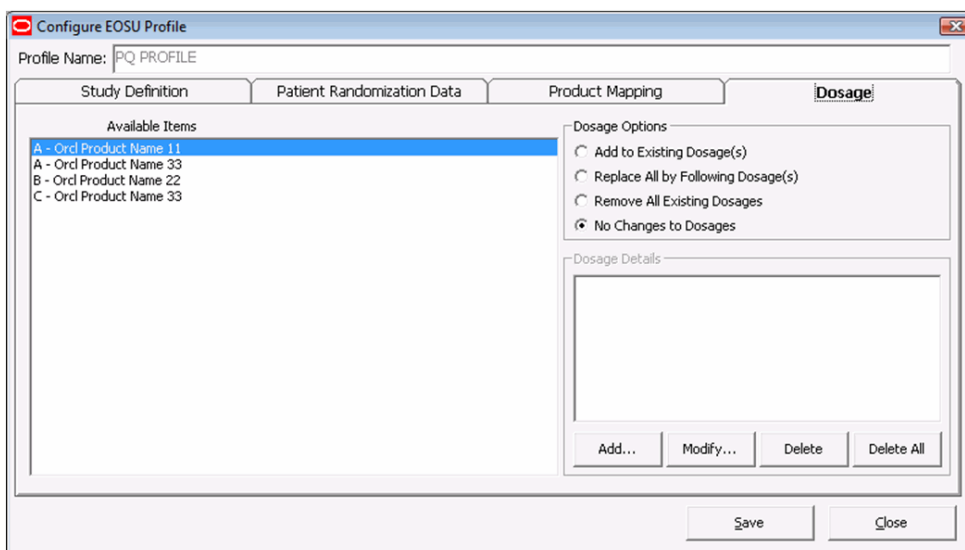 Configure EOSU Profile
Profile Name: PQ PROFILE
Study Definition
Patient Randomization Data
Product Mapping
Dosage
Available Items
A - Orcl Product Name 11
A - Orcl Product Name 33
B - Orcl Product Name 22
C - Orcl Product Name 33
Dosage Options
Add to Existing Dosage(s)
Replace All by Following Dosage(s)
Remove All Existing Dosages
No Changes to Dosages
Dosage Details
Add...
Modify...
Delete
Delete All
Save
Close